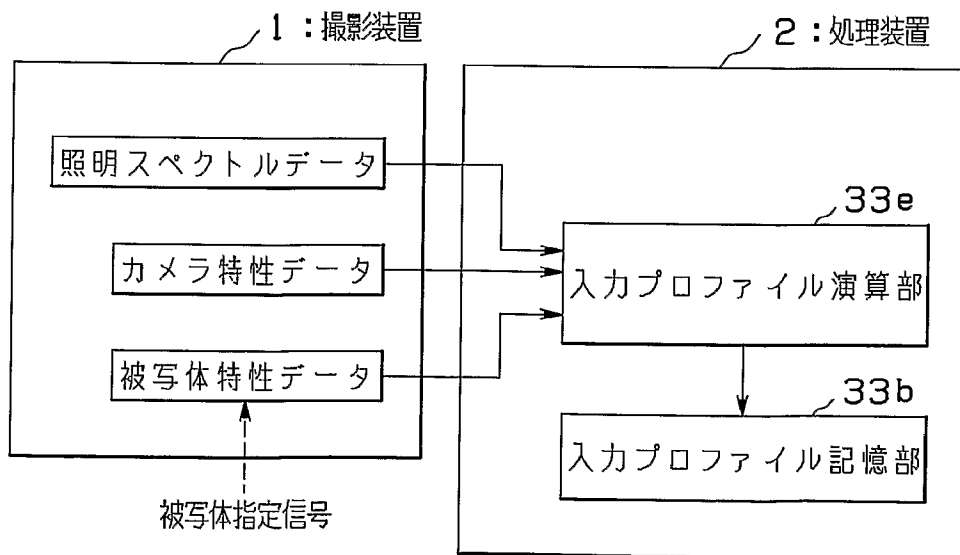 1：撮影装置
2：処理装置
照明スペクトルデータ
33e
カメラ特性データ
入力プロファイル演算部
被写体特性データ
33b
入力プロファイル記憶部
被写体指定信号